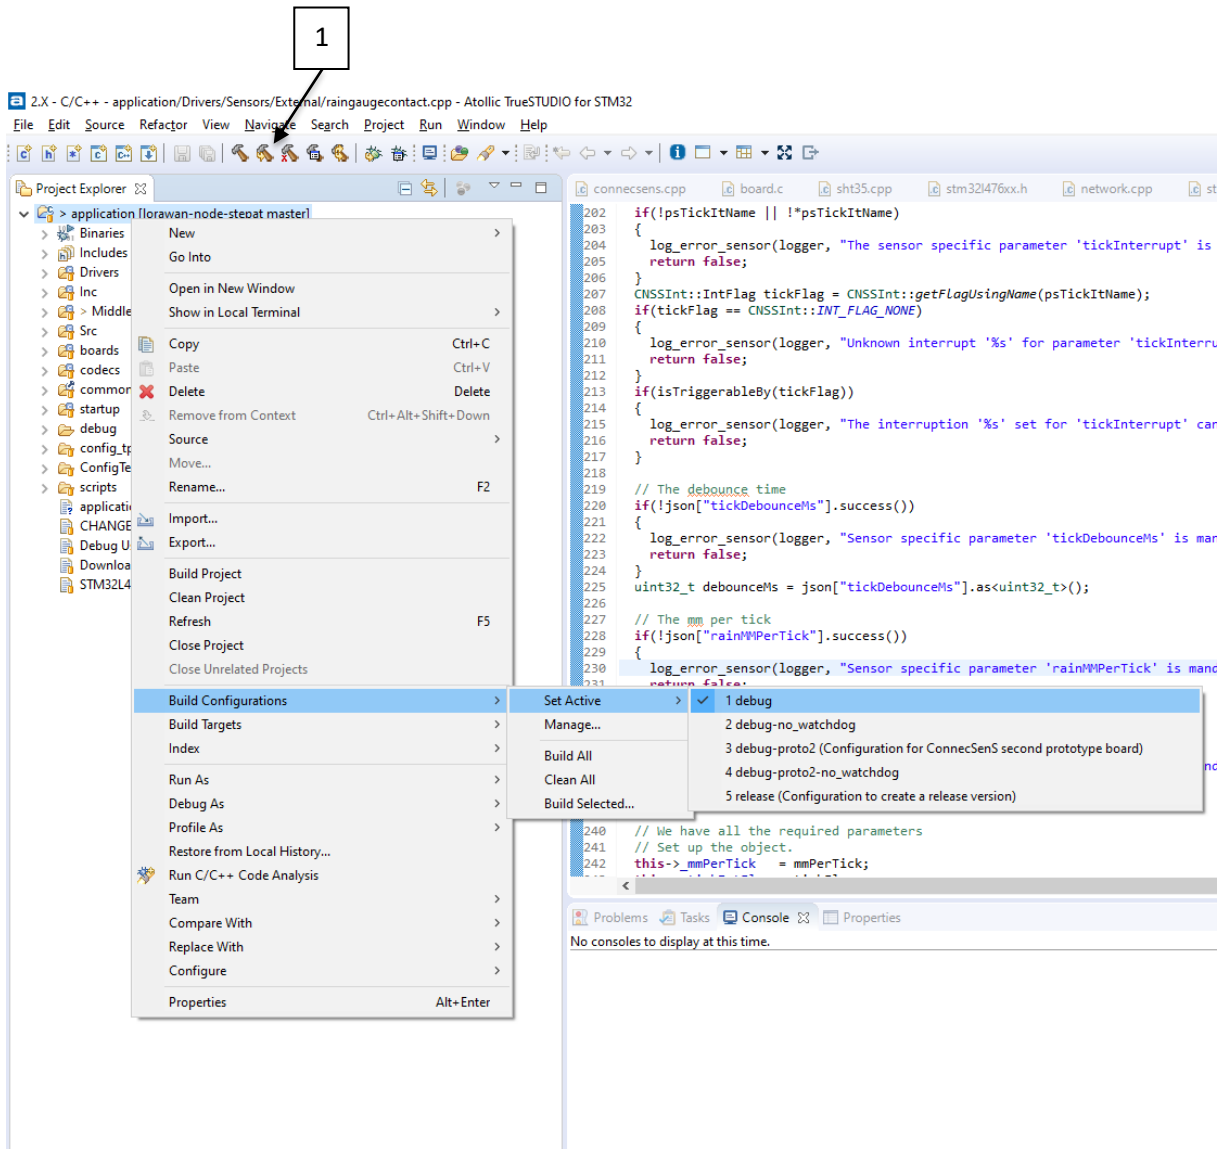 1
2.X - C/C++ - application/Drivers/Sensors/External/raingaugecontact.cpp - Atollic TrueSTUDIO for STM32
File Edit Source Refactor View Navigate Search Project Run Window Help
Project Explorer
> application [lorawan-node-stepat master]
Binaries
Includes
Drivers
Inc
> Middle
Src
boards
codecs
common
startup
debug
config_tp
ConfigTe
scripts
applicati
CHANGE
Debug U
Downloa
STM32L4
New
Go Into
Open in New Window
Show in Local Terminal
Copy Ctrl+C
Paste Ctrl+V
Delete Delete
Remove from Context Ctrl+Alt+Shift+Down
Source
Move...
Rename... F2
Import...
Export...
Build Project
Clean Project
Refresh F5
Close Project
Close Unrelated Projects
Build Configurations
Build Targets
Index
Run As
Debug As
Profile As
Restore from Local History...
Run C/C++ Code Analysis
Team
Compare With
Replace With
Configure
Properties Alt+Enter
Set Active
Manage...
Build All
Clean All
Build Selected...
1 debug
2 debug-no_watchdog
3 debug-proto2 (Configuration for ConnecSenS second prototype board)
4 debug-proto2-no_watchdog
5 release (Configuration to create a release version)
connecsens.cpp board.c sht35.cpp stm32l476xx.h network.cpp st
202 if(!psTickItName || !*psTickItName)
203 {
204 log_error_sensor(logger, "The sensor specific parameter 'tickInterrupt' is
205 return false;
206 }
207 CNSSInt::IntFlag tickFlag = CNSSInt::getFlagUsingName(psTickItName);
208 if(tickFlag == CNSSInt::INT_FLAG_NONE)
209 {
210 log_error_sensor(logger, "Unknown interrupt '%s' for parameter 'tickInterru
211 return false;
212 }
213 if(isTriggerableBy(tickFlag))
214 {
215 log_error_sensor(logger, "The interruption '%s' set for 'tickInterrupt' can
216 return false;
217 }
218
219 // The debounce time
220 if(!json["tickDebounceMs"].success())
221 {
222 log_error_sensor(logger, "Sensor specific parameter 'tickDebounceMs' is man
223 return false;
224 }
225 uint32_t debounceMs = json["tickDebounceMs"].as<uint32_t>();
226
227 // The mm per tick
228 if(!json["rainMMPerTick"].success())
229 {
230 log_error_sensor(logger, "Sensor specific parameter 'rainMMPerTick' is mand
231 return false;
nd
240 // We have all the required parameters
241 // Set up the object.
242 this->_mmPerTick = mmPerTick;
Problems Tasks Console Properties
No consoles to display at this time.